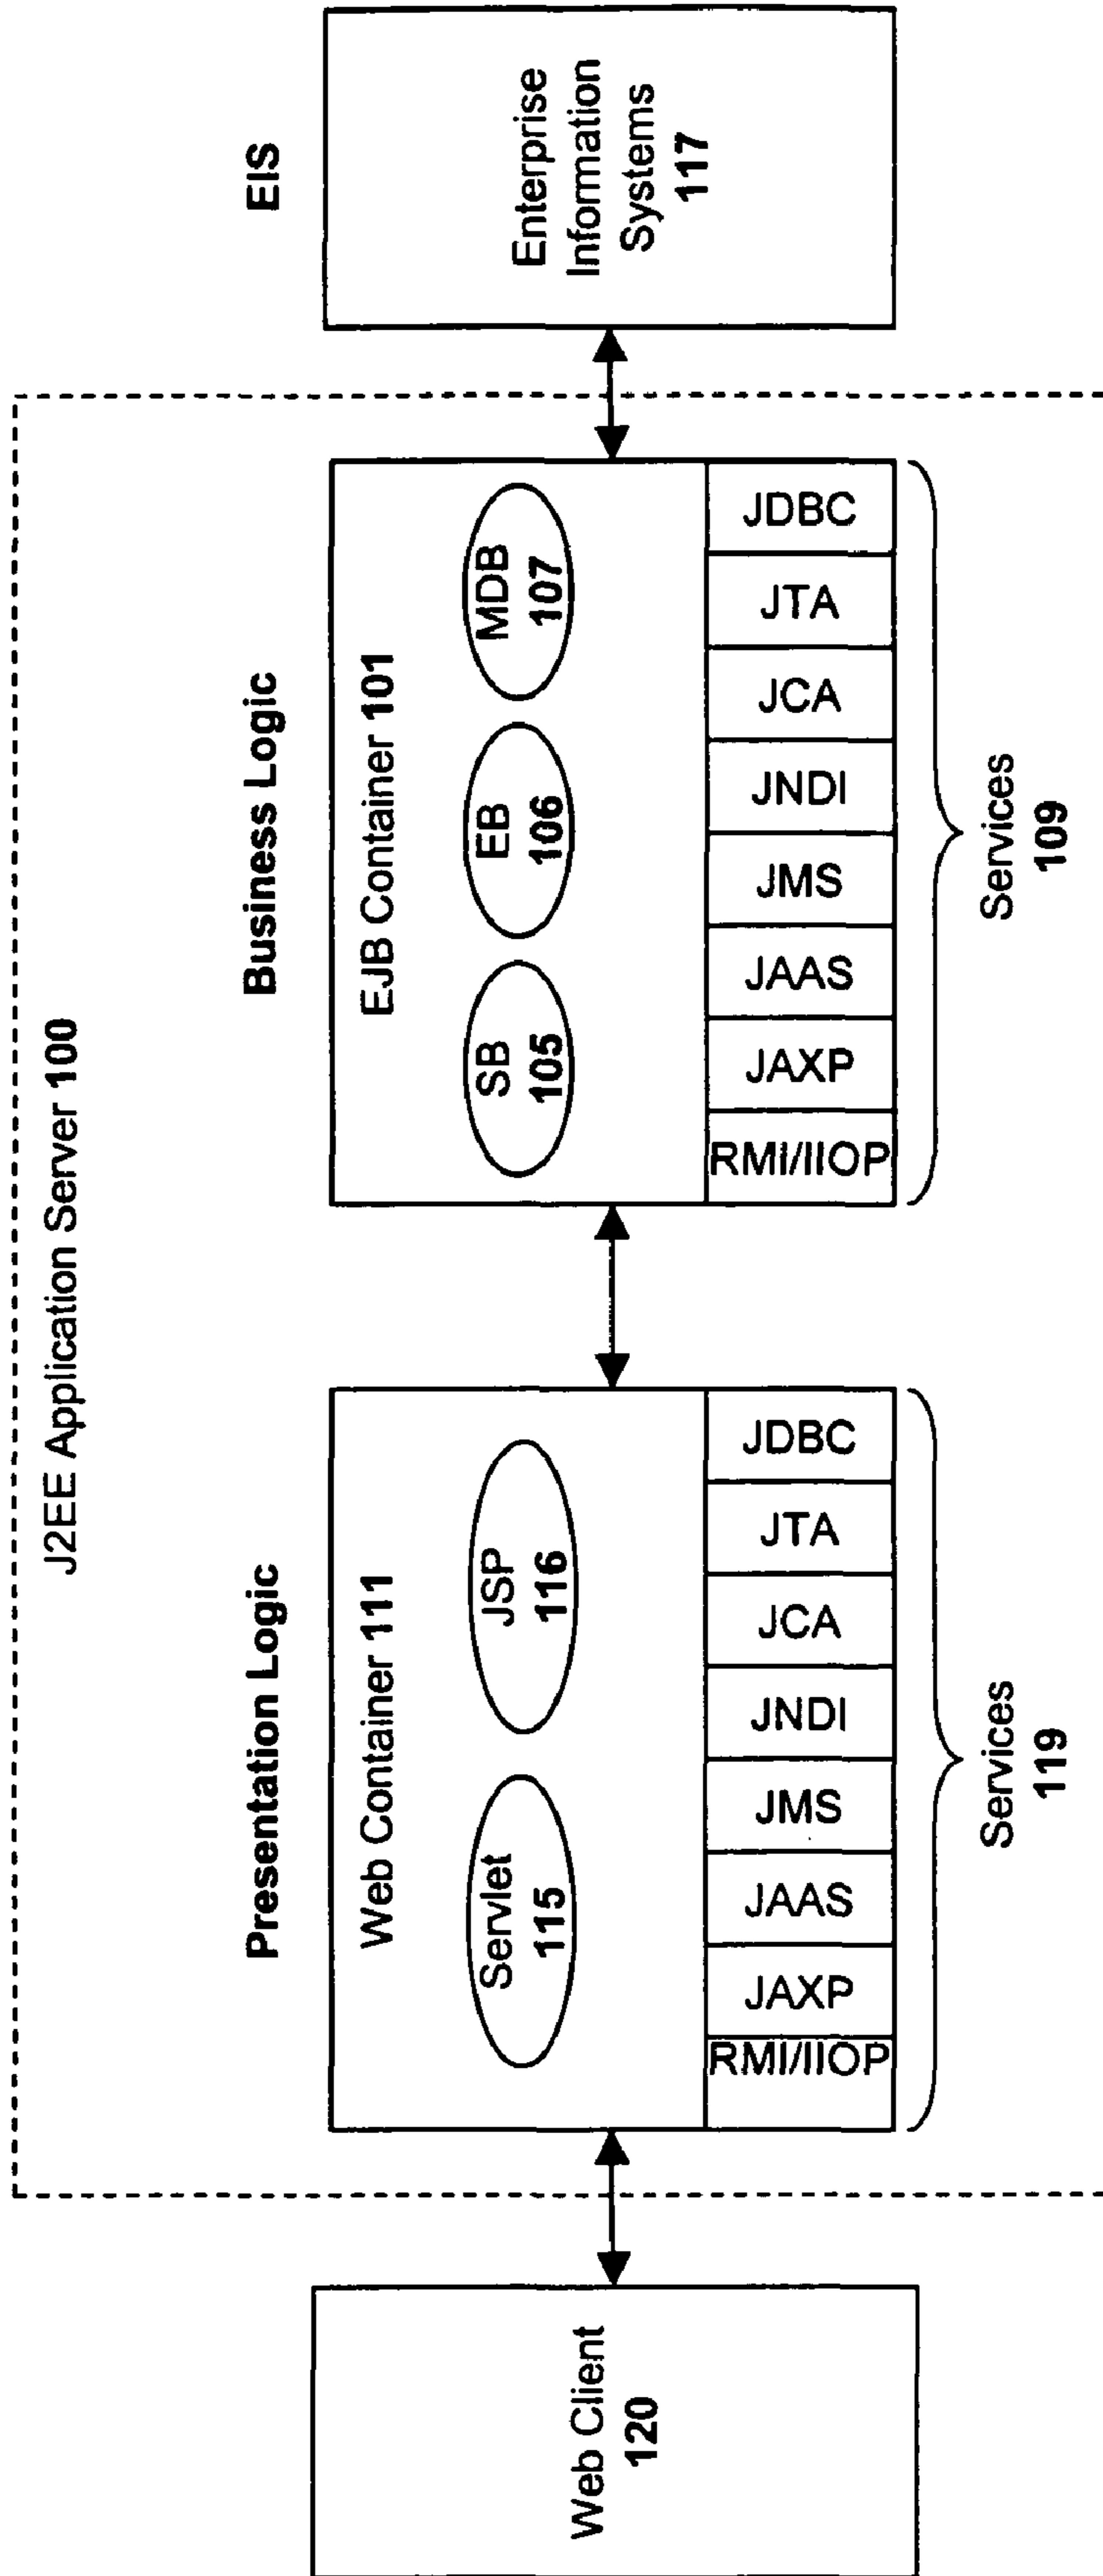 J2EE Application Server 100
Presentation Logic
Business Logic
EIS
Web Client
120
Web Container 111
Servlet
115
JSP
116
RMI/IIOP
JAXP
JAAS
JMS
JNDI
JCA
JTA
JDBC
Services
119
EJB Container 101
SB
105
EB
106
MDB
107
RMI/IIOP
JAXP
JAAS
JMS
JNDI
JCA
JTA
JDBC
Services
109
Enterprise
Information
Systems
117